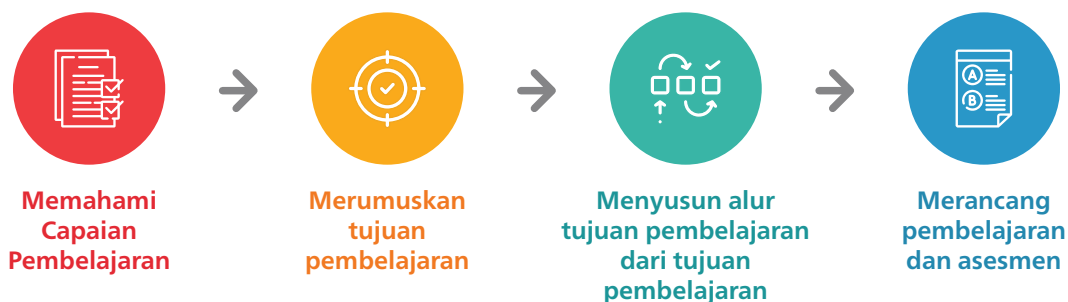 Memahami
Capaian
Pembelajaran
Merumuskan
tujuan
pembelajaran
Menyusun alur
tujuan pembelajaran
dari tujuan
pembelajaran
A
B
Merancang
pembelajaran
dan asesmen